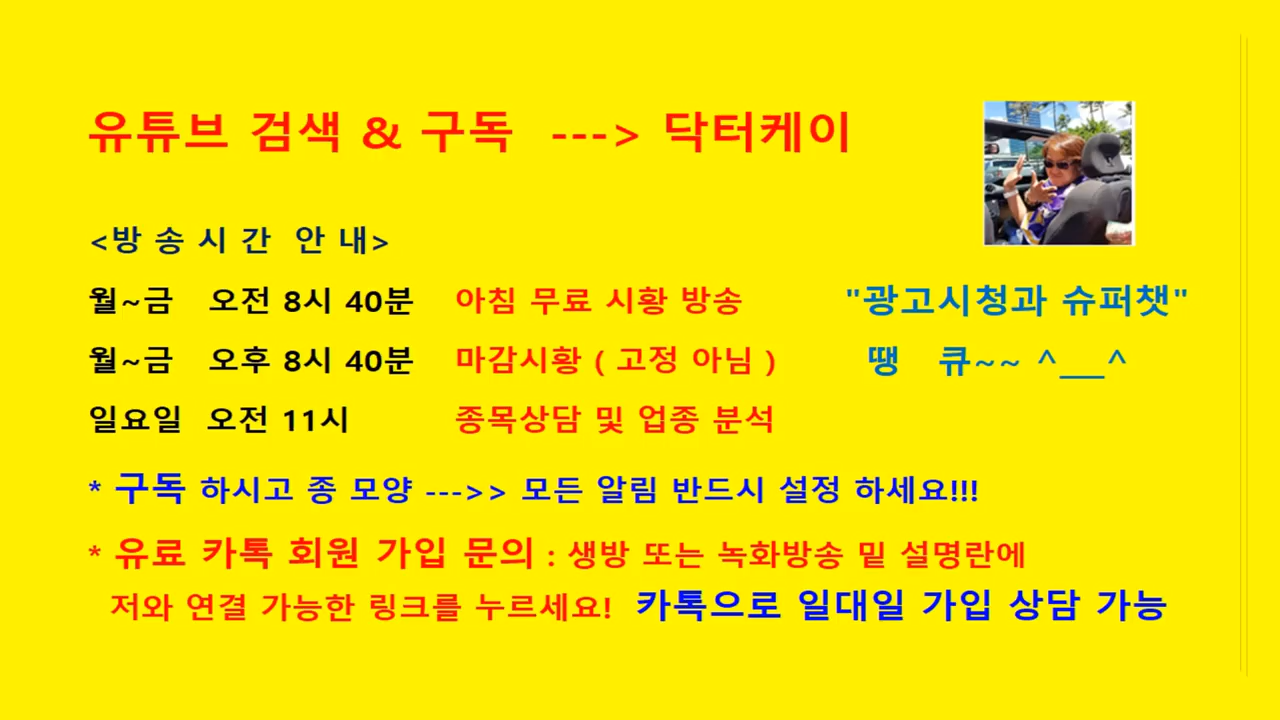 유튜브 검색 & 구독 ---> 닥터케이
<방 송 시 간 안 내>
월~금 오전 8시 40분 아침 무료 시황 방송 "광고시청과 슈퍼챗"
월~금 오후 8시 40분 마감시황 ( 고정 아님 ) 땡 큐~~ ^__^
일요일 오전 11시 종목상담 및 업종 분석
* 구독 하시고 종 모양 --->> 모든 알림 반드시 설정 하세요!!!
* 유료 카톡 회원 가입 문의 : 생방 또는 녹화방송 밑 설명란에
저와 연결 가능한 링크를 누르세요! 카톡으로 일대일 가입 상담 가능